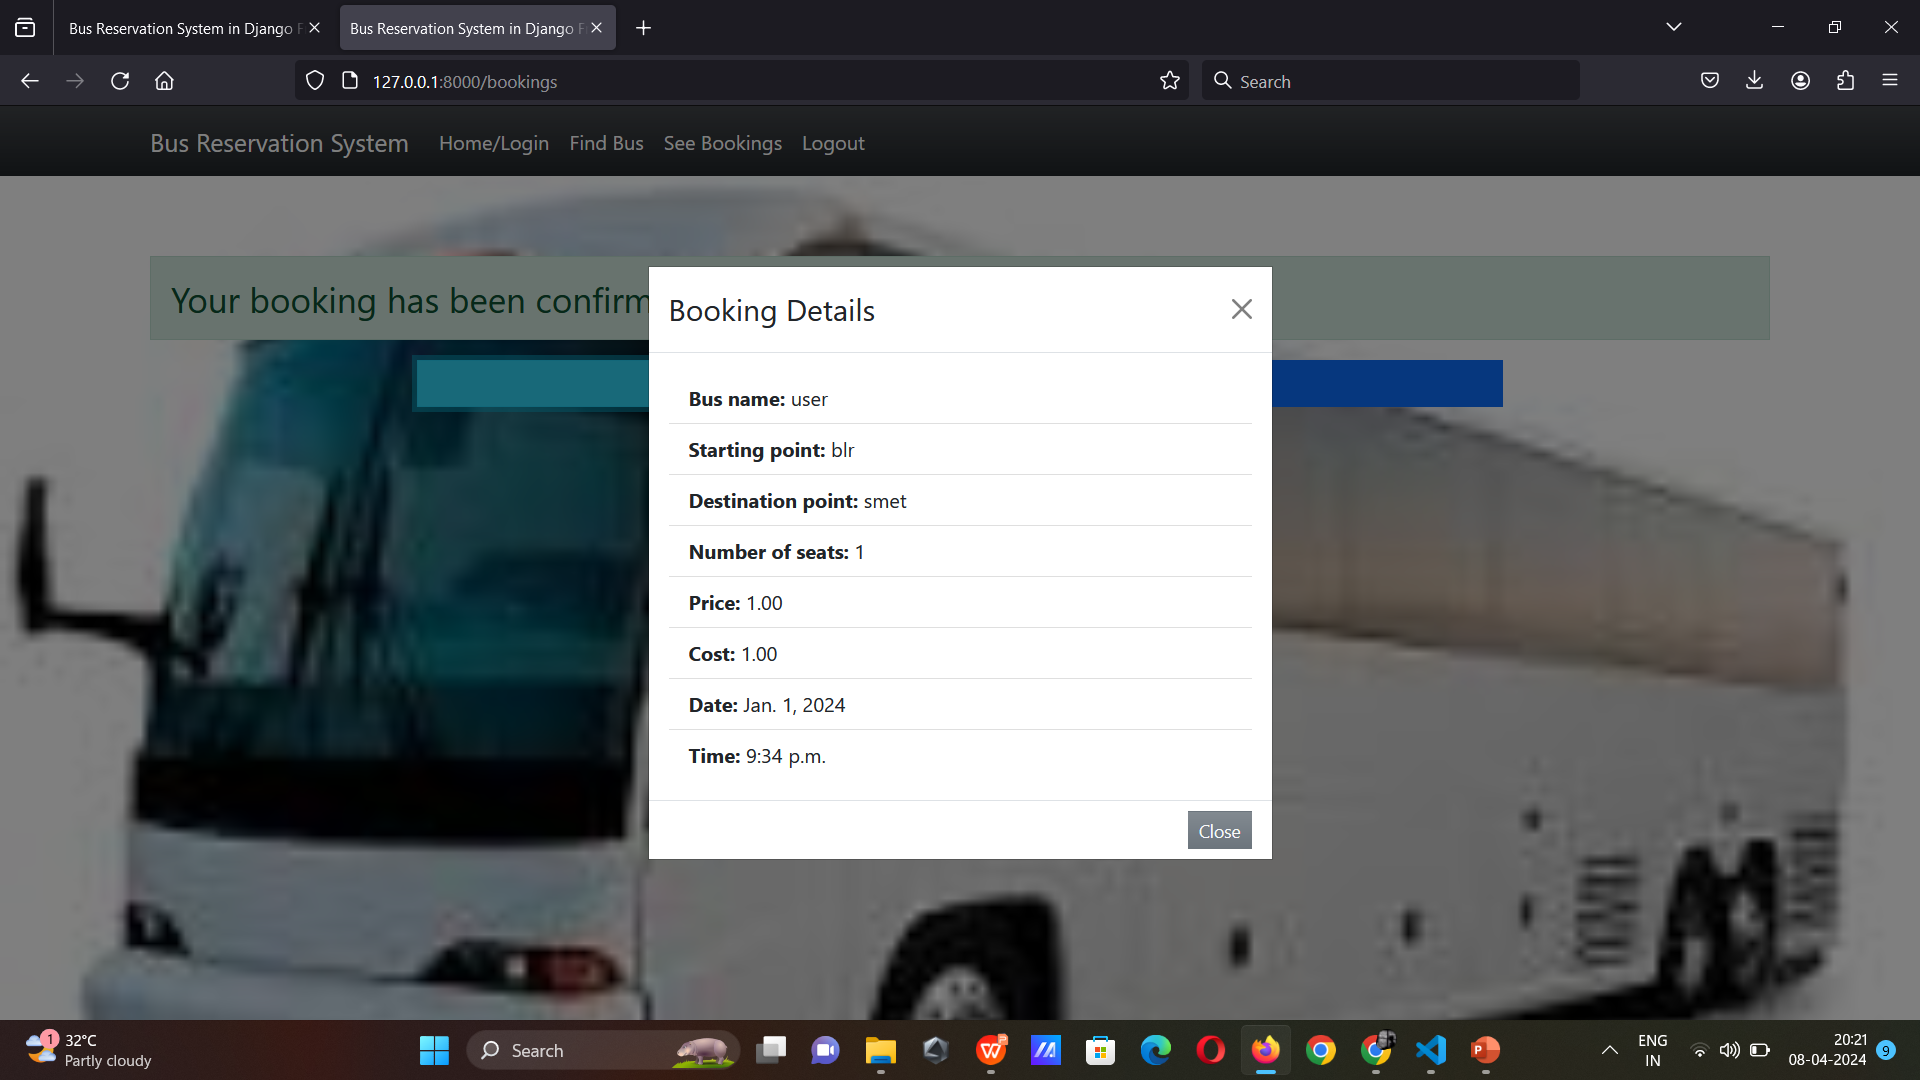 Bus Reservation System in Django F
Bus Reservation System in Django F
127.0.0.1:8000/bookings
Search
Bus Reservation System
Home/Login
Find Bus
See Bookings
Logout
Your booking has been confirm
Booking Details
Bus name: user
Starting point: blr
Destination point: smet
Number of seats: 1
Price: 1.00
Cost: 1.00
Date: Jan. 1, 2024
Time: 9:34 p.m.
Close
1
32°C
Partly cloudy
Search
ENG
IN
20:21
08-04-2024
9